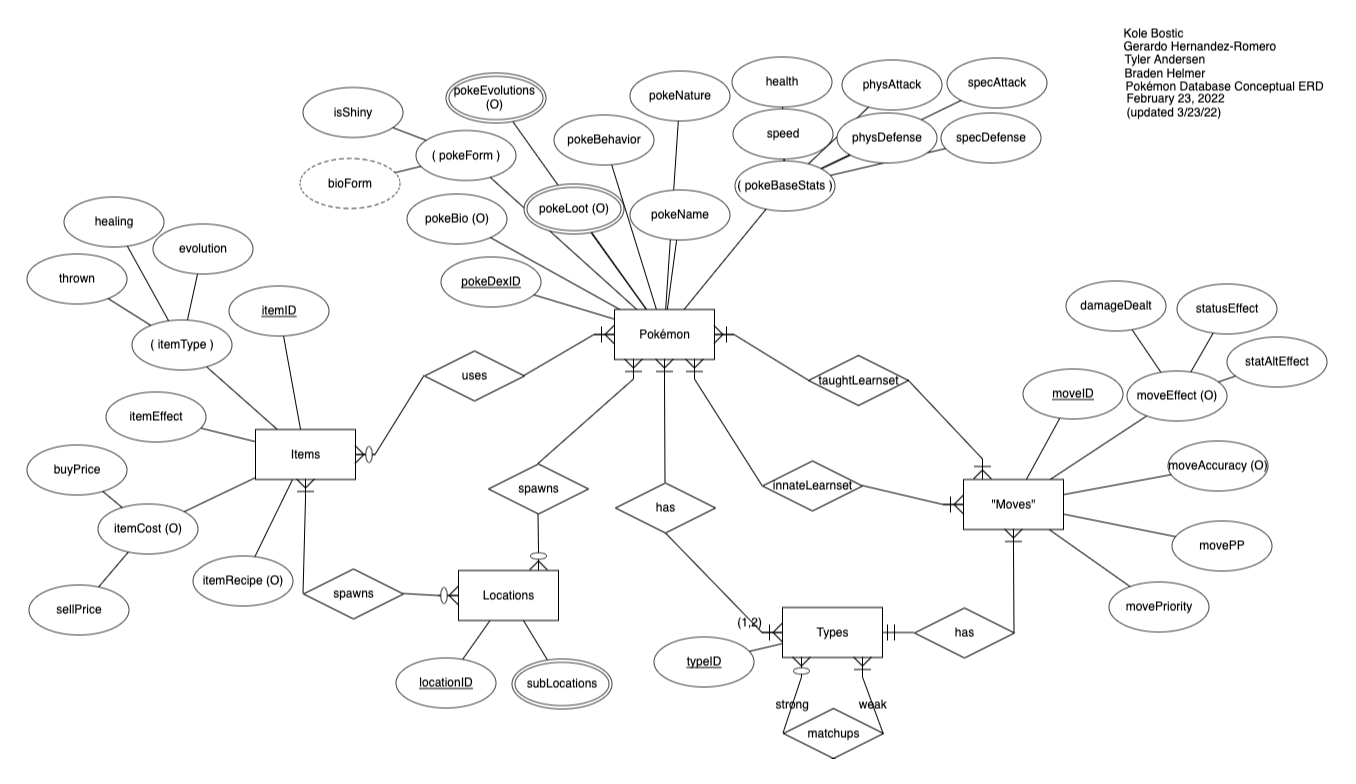 Kole Bostic
Gerardo Hernandez-Romero
Tyler Andersen
Braden Helmer
Pokémon Database Conceptual ERD
February 23, 2022
(updated 3/23/22)
pokeEvolutions
(O)
isShiny
pokeNature
health
physAttack
specAttack
pokeBehavior
speed
physDefense
specDefense
( pokeForm )
bioForm
( pokeBaseStats )
pokeBio (O)
pokeLoot (O)
pokeName
healing
evolution
thrown
pokeDexID
itemID
( itemType )
Pokémon
damageDealt
statusEffect
statAltEffect
uses
taughtLearnset
moveID
moveEffect (O)
itemEffect
Items
buyPrice
moveAccuracy (O)
spawns
innateLearnset
"Moves"
has
itemCost (O)
movePP
itemRecipe (O)
sellPrice
spawns
Locations
movePriority
(1,2)
Types
has
typeID
locationID
subLocations
strong
weak
matchups